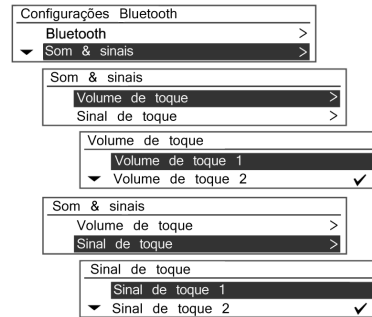 Configurações Bluetooth
Bluetooth >
Som & sinais >
Som & sinais
Volume de toque >
Sinal de toque >
Volume de toque
Volume de toque 1
Volume de toque 2 ✓
Som & sinais
Volume de toque >
Sinal de toque >
Sinal de toque
Sinal de toque 1
Sinal de toque 2 ✓